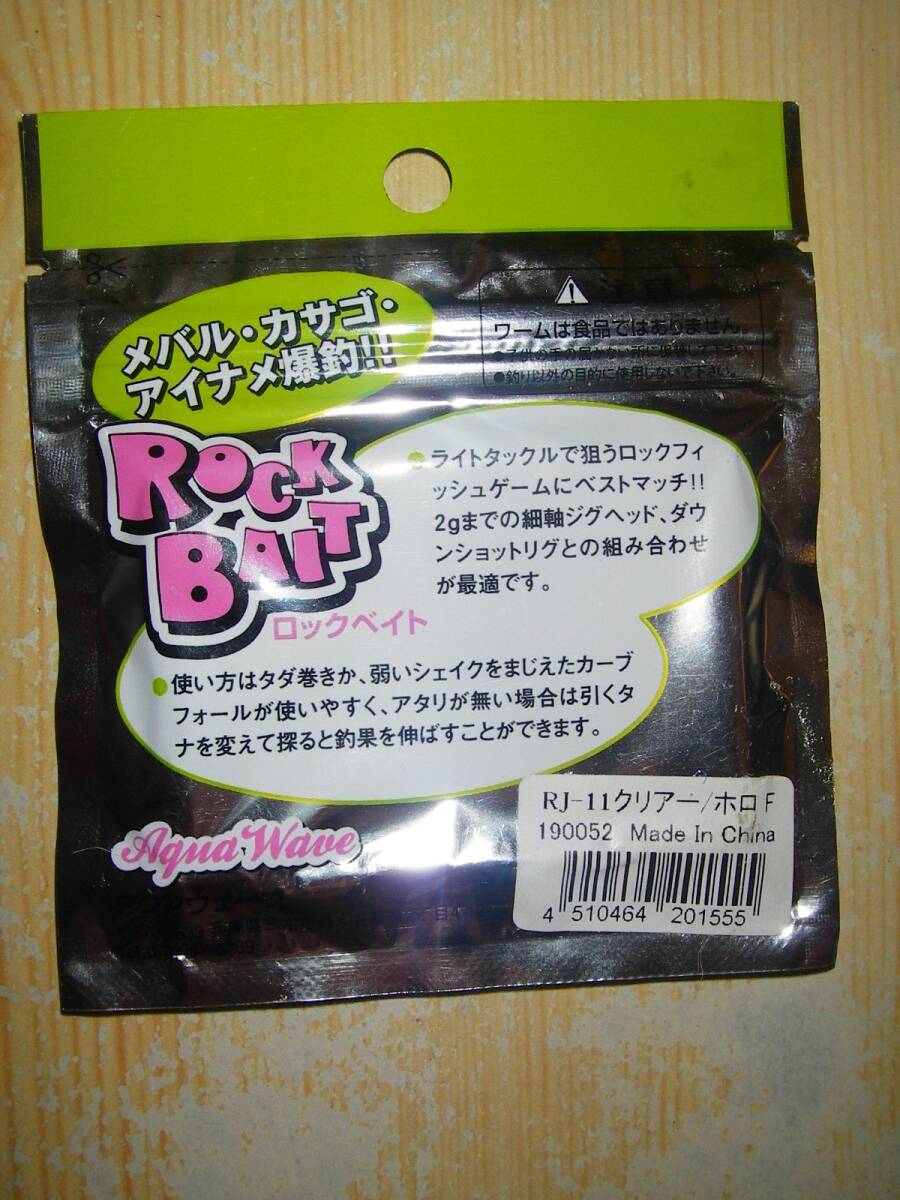 メバル・カサゴ・
アイナメ爆釣!!
ワームは食品ではありません。
●釣り以外の目的に使用しないで下さい。
ROCK
BAIT
ロックベイト
●ライトタックルで狙うロックフィ
ッシュゲームにベストマッチ!!
2gまでの細軸ジグヘッド、ダウ
ンショットリグとの組み合わせ
が最適です。
●使い方はタダ巻きか、弱いシェイクをまじえたカーブ
フォールが使いやすく、アタリが無い場合は引くタ
ナを変えて探ると釣果を伸ばすことができます。
Aqua Wave
RJ-11クリアー/ホロF
190052 Made In China
4 510464 201555